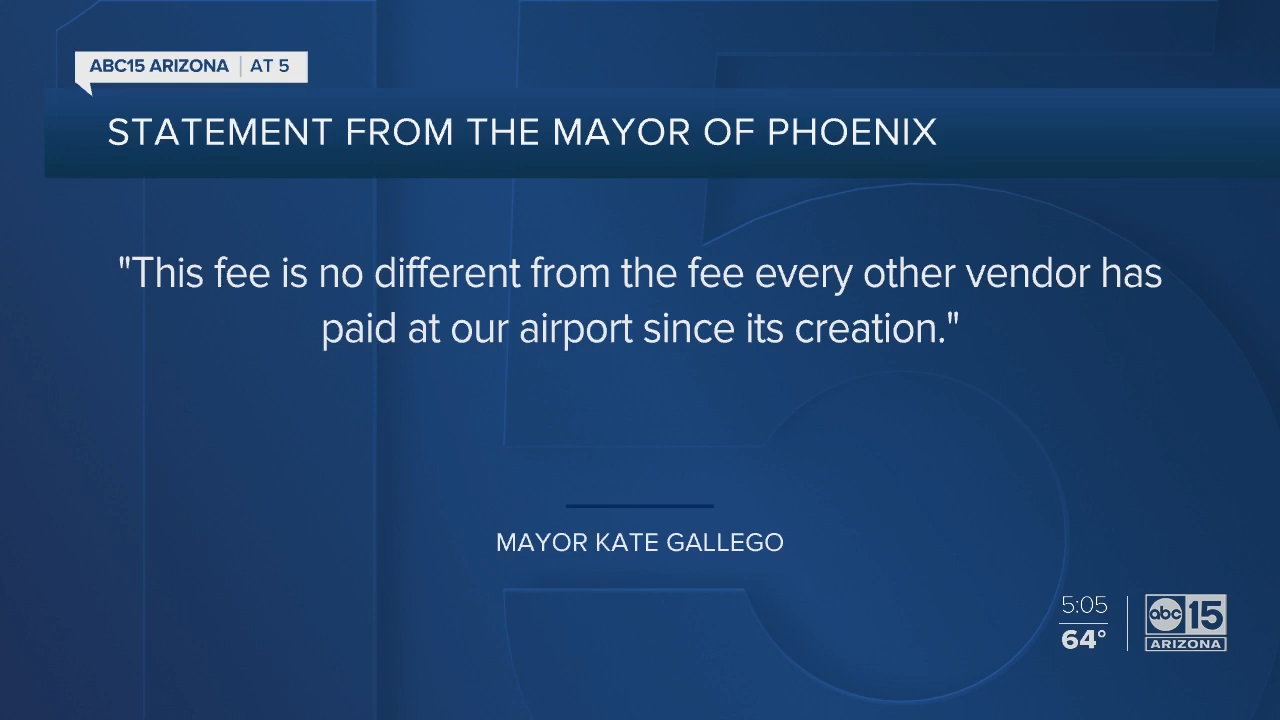 ABC15 ARIZONA | AT 5
STATEMENT FROM THE MAYOR OF PHOENIX
"This fee is no different from the fee every other vendor has
paid at our airport since its creation."
MAYOR KATE GALLEGO
5:05
64°
abc 15
ARIZONA